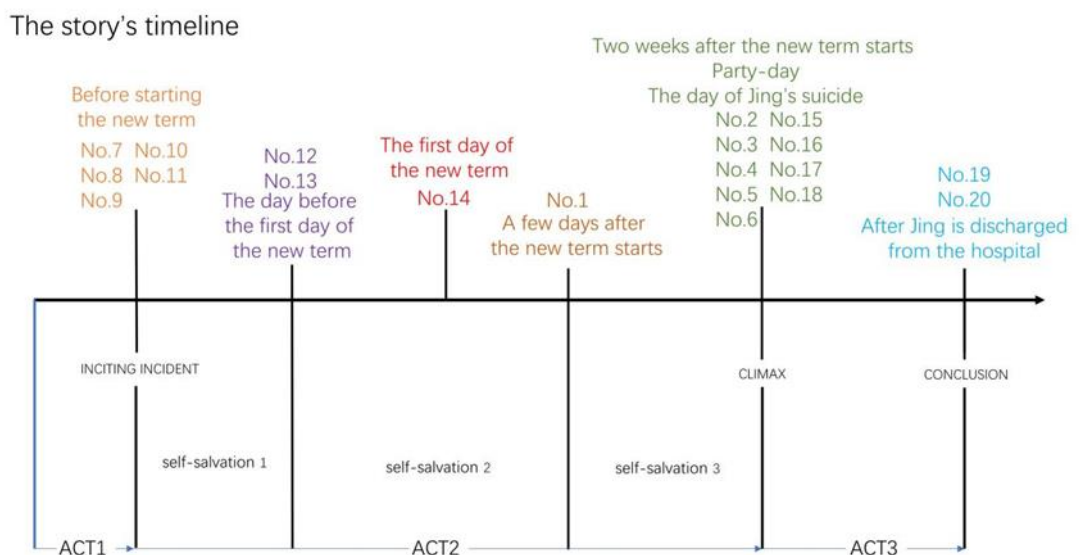 The story's timeline
Before starting
the new term
No.7 No.10
No.8 No.11
No.9
No.12
No.13
The day before
the first day of
the new term
The first day of
the new term
No.14
No.1
A few days after
the new term starts
Two weeks after the new term starts
Party-day
The day of Jing's suicide
No.2 No.15
No.3 No.16
No.4 No.17
No.5 No.18
No.6
No.19
No.20
After Jing is discharged
from the hospital
INCITING INCIDENT
CLIMAX
CONCLUSION
self-salvation 1
self-salvation 2
self-salvation 3
ACT1
ACT2
ACT3